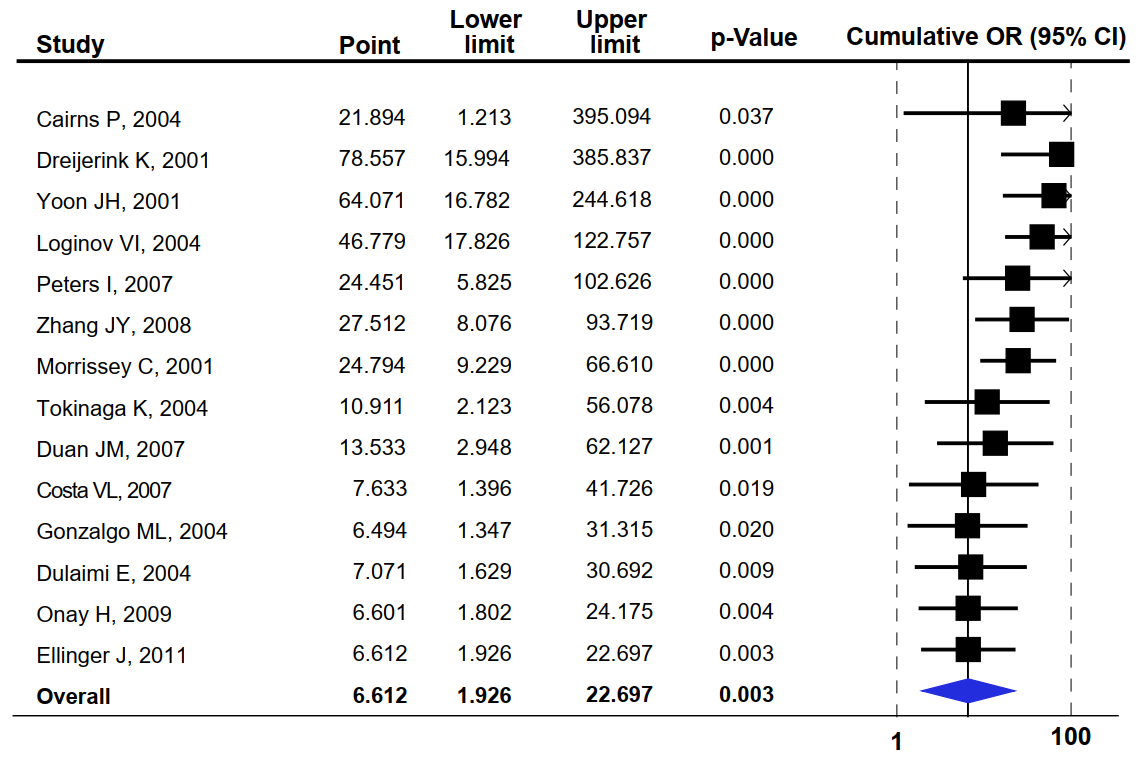 Study Point Lower limit Upper limit p-Value Cumulative OR (95% CI)
Cairns P, 2004 21.894 1.213 395.094 0.037
Dreijerink K, 2001 78.557 15.994 385.837 0.000
Yoon JH, 2001 64.071 16.782 244.618 0.000
Loginov VI, 2004 46.779 17.826 122.757 0.000
Peters I, 2007 24.451 5.825 102.626 0.000
Zhang JY, 2008 27.512 8.076 93.719 0.000
Morrissey C, 2001 24.794 9.229 66.610 0.000
Tokinaga K, 2004 10.911 2.123 56.078 0.004
Duan JM, 2007 13.533 2.948 62.127 0.001
Costa VL, 2007 7.633 1.396 41.726 0.019
Gonzalgo ML, 2004 6.494 1.347 31.315 0.020
Dulaimi E, 2004 7.071 1.629 30.692 0.009
Onay H, 2009 6.601 1.802 24.175 0.004
Ellinger J, 2011 6.612 1.926 22.697 0.003
Overall 6.612 1.926 22.697 0.003
1 100